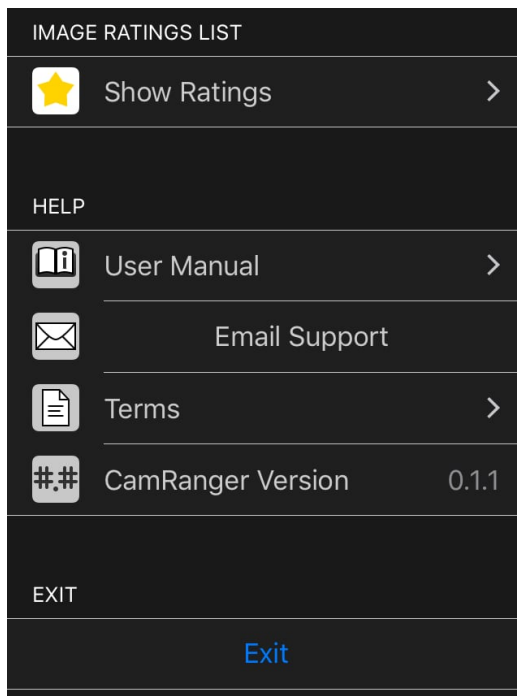 IMAGE RATINGS LIST
Show Ratings
HELP
User Manual
Email Support
Terms
#.# CamRanger Version 0.1.1
EXIT
Exit